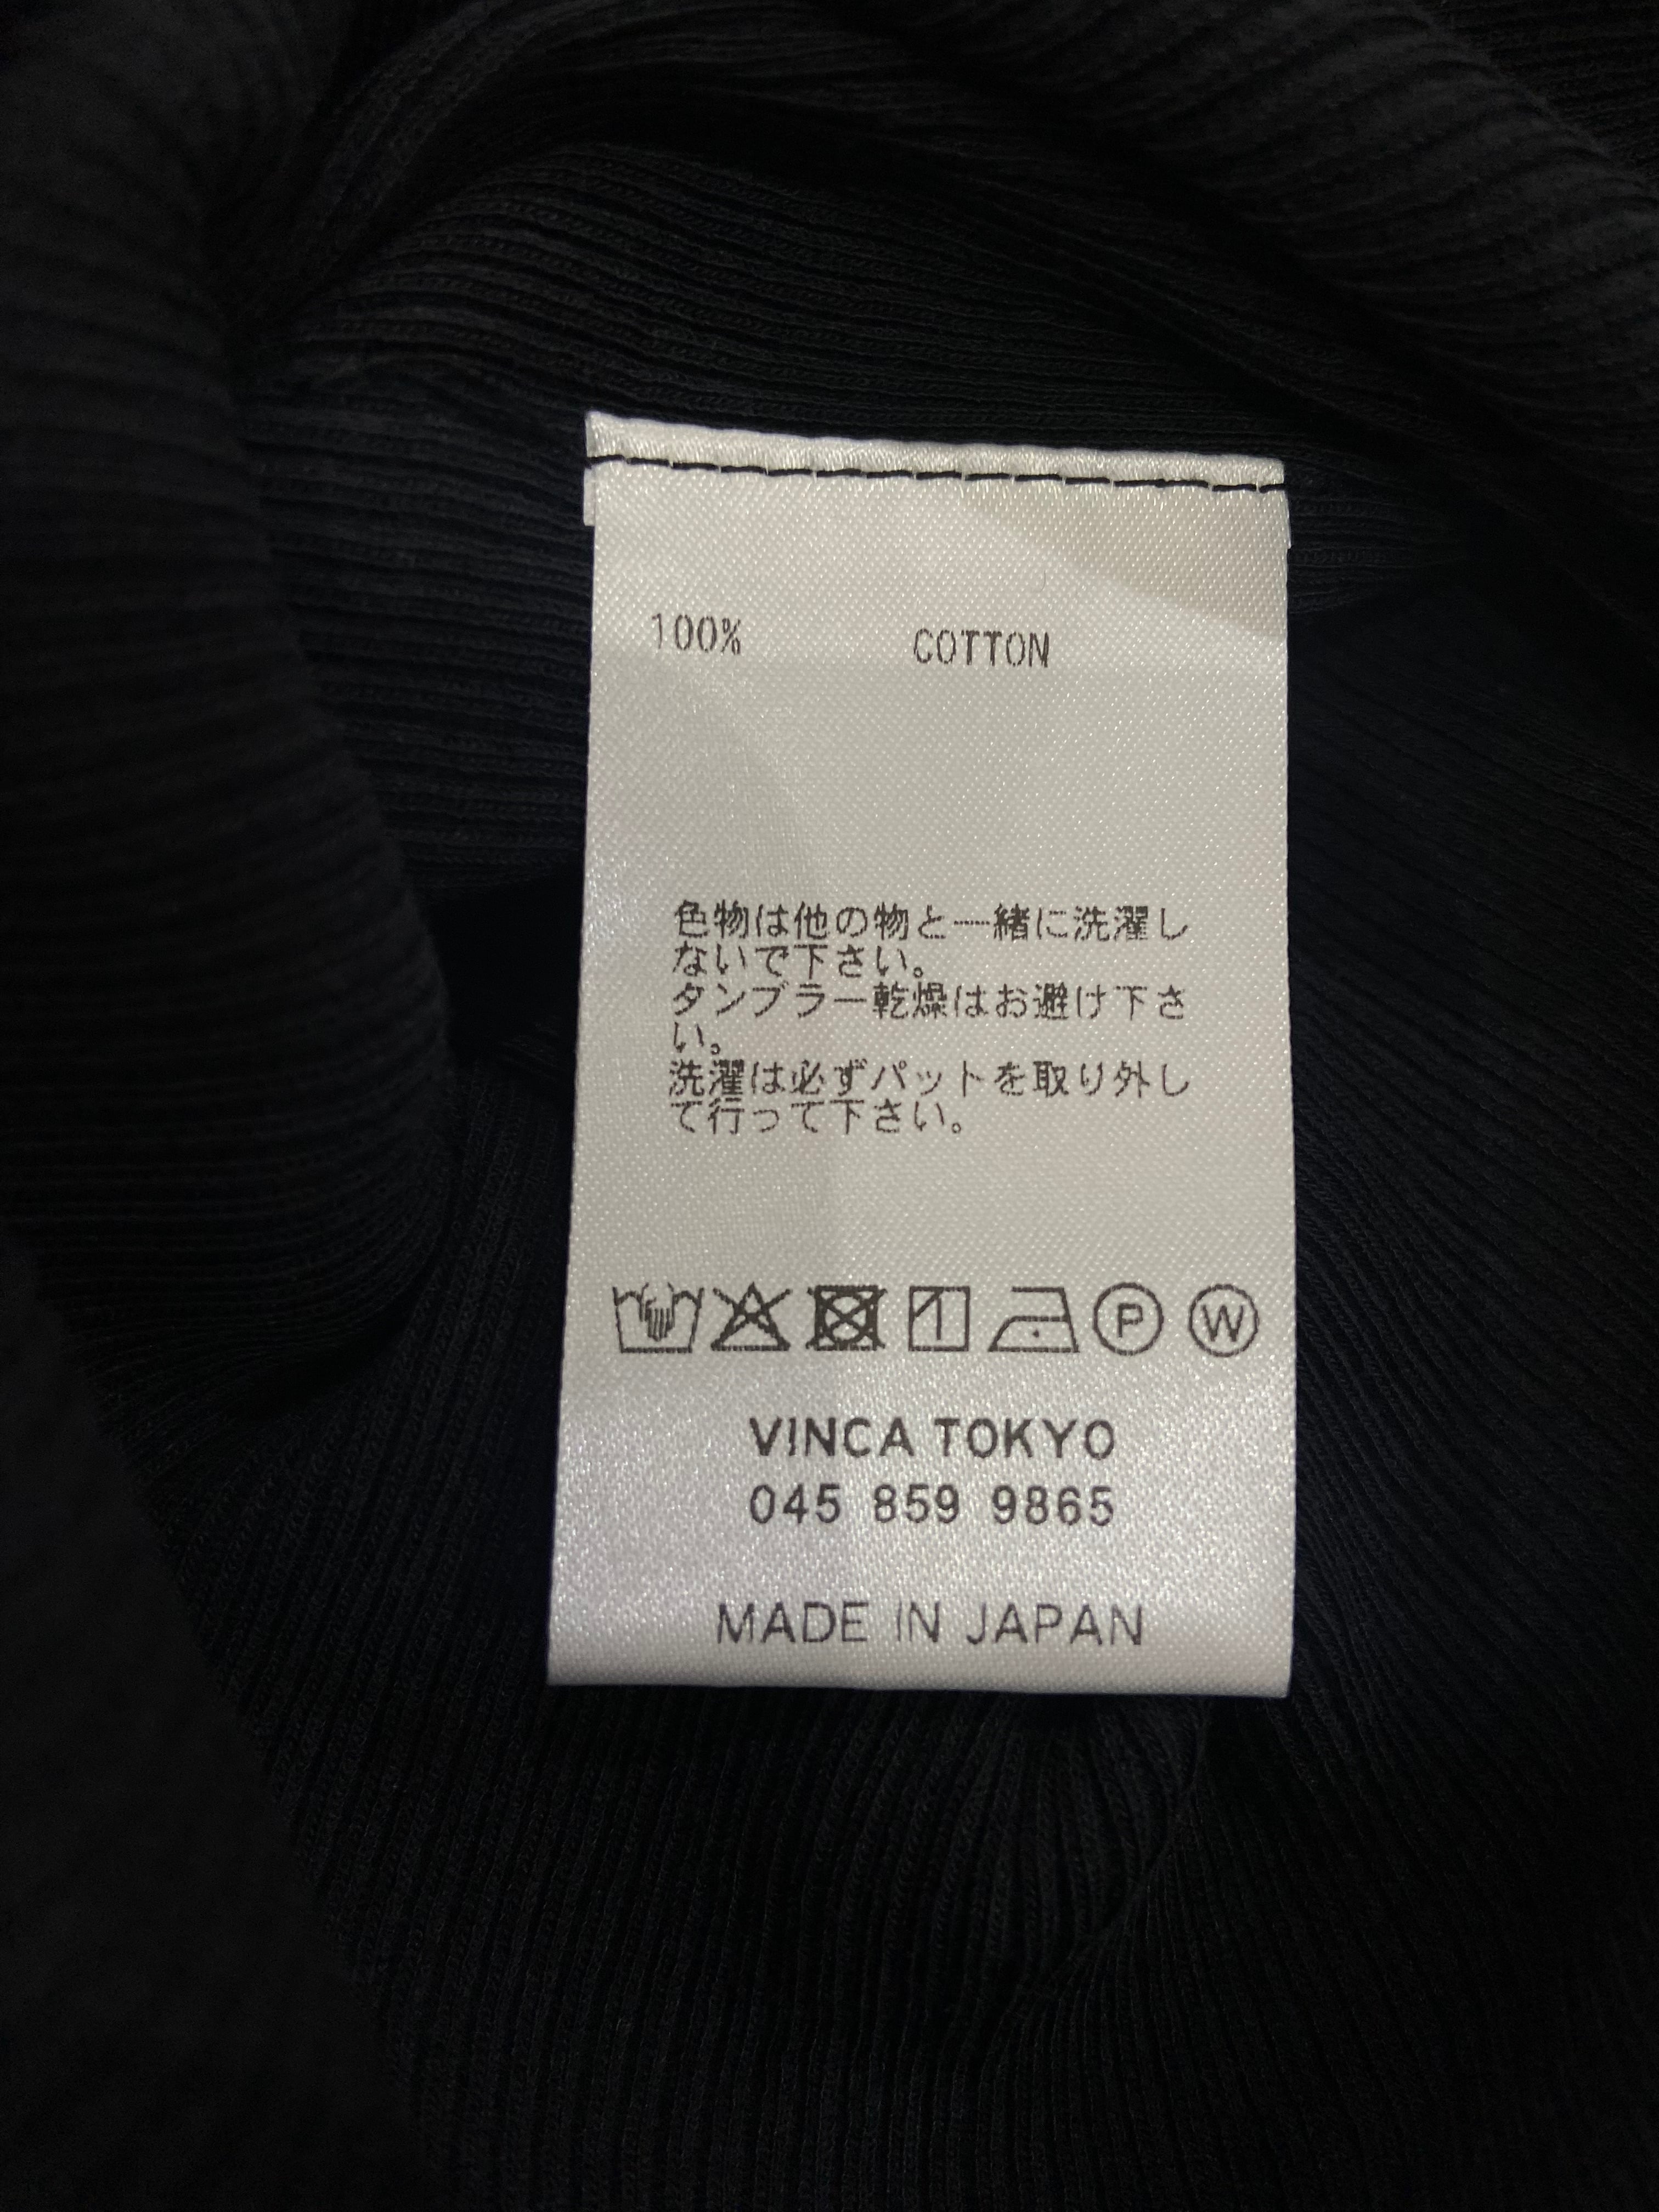 100% COTTON
色物は他の物と一緒に洗濯し
ないで下さい。
タンブラー乾燥はお避け下さ
い。
洗濯は必ずパットを取り外し
て行って下さい。
P W
VINCA TOKYO
045 859 9865
MADE IN JAPAN